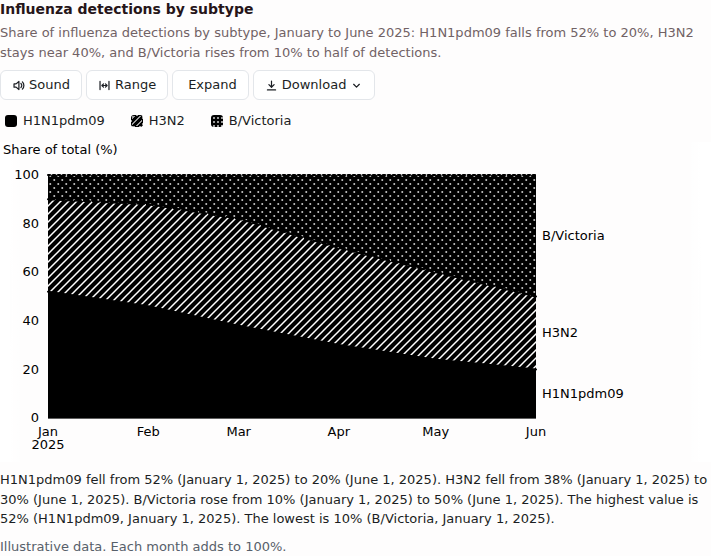 Influenza detections by subtype
Share of influenza detections by subtype, January to June 2025: H1N1pdm09 falls from 52% to 20%, H3N2
stays near 40%, and B/Victoria rises from 10% to half of detections.
Sound Range Expand Download
H1N1pdm09 H3N2 B/Victoria
Share of total (%)
100
80
60
40
20
0
B/Victoria
H3N2
H1N1pdm09
Jan Feb Mar Apr May Jun
2025
H1N1pdm09 fell from 52% (January 1, 2025) to 20% (June 1, 2025). H3N2 fell from 38% (January 1, 2025) to
30% (June 1, 2025). B/Victoria rose from 10% (January 1, 2025) to 50% (June 1, 2025). The highest value is
52% (H1N1pdm09, January 1, 2025). The lowest is 10% (B/Victoria, January 1, 2025).
Illustrative data. Each month adds to 100%.